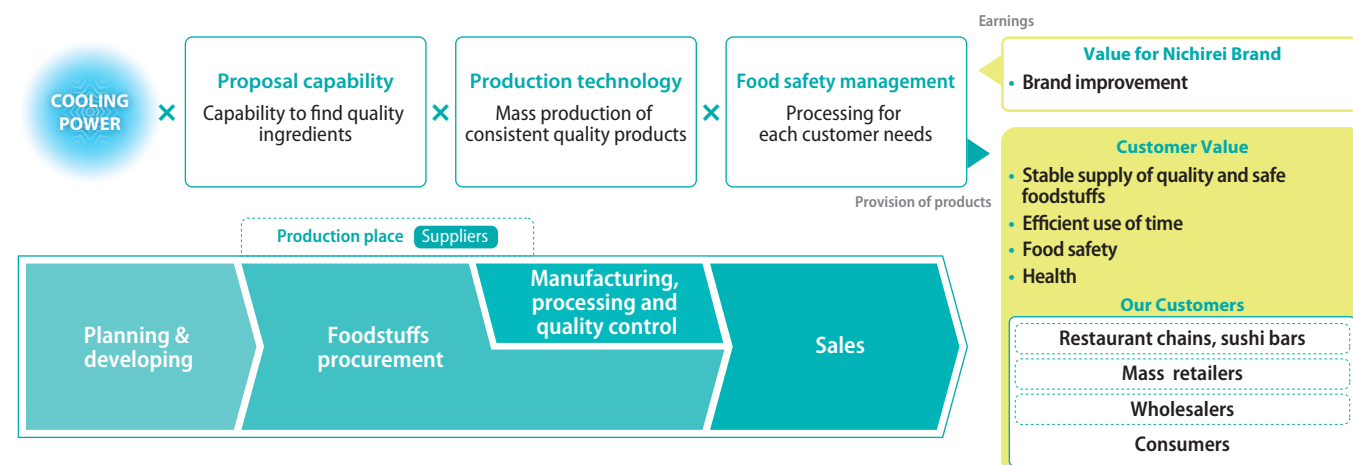 Earnings
COOLING
POWER
×
Proposal capability
Capability to find quality
ingredients
×
Production technology
Mass production of
consistent quality products
×
Food safety management
Processing for
each customer needs
Value for Nichirei Brand
• Brand improvement
Provision of products
Customer Value
• Stable supply of quality and safe
foodstuffs
• Efficient use of time
• Food safety
• Health
Our Customers
Restaurant chains, sushi bars
Mass retailers
Wholesalers
Consumers
Production place Suppliers
Planning &
developing
Foodstuffs
procurement
Manufacturing,
processing and
quality control
Sales